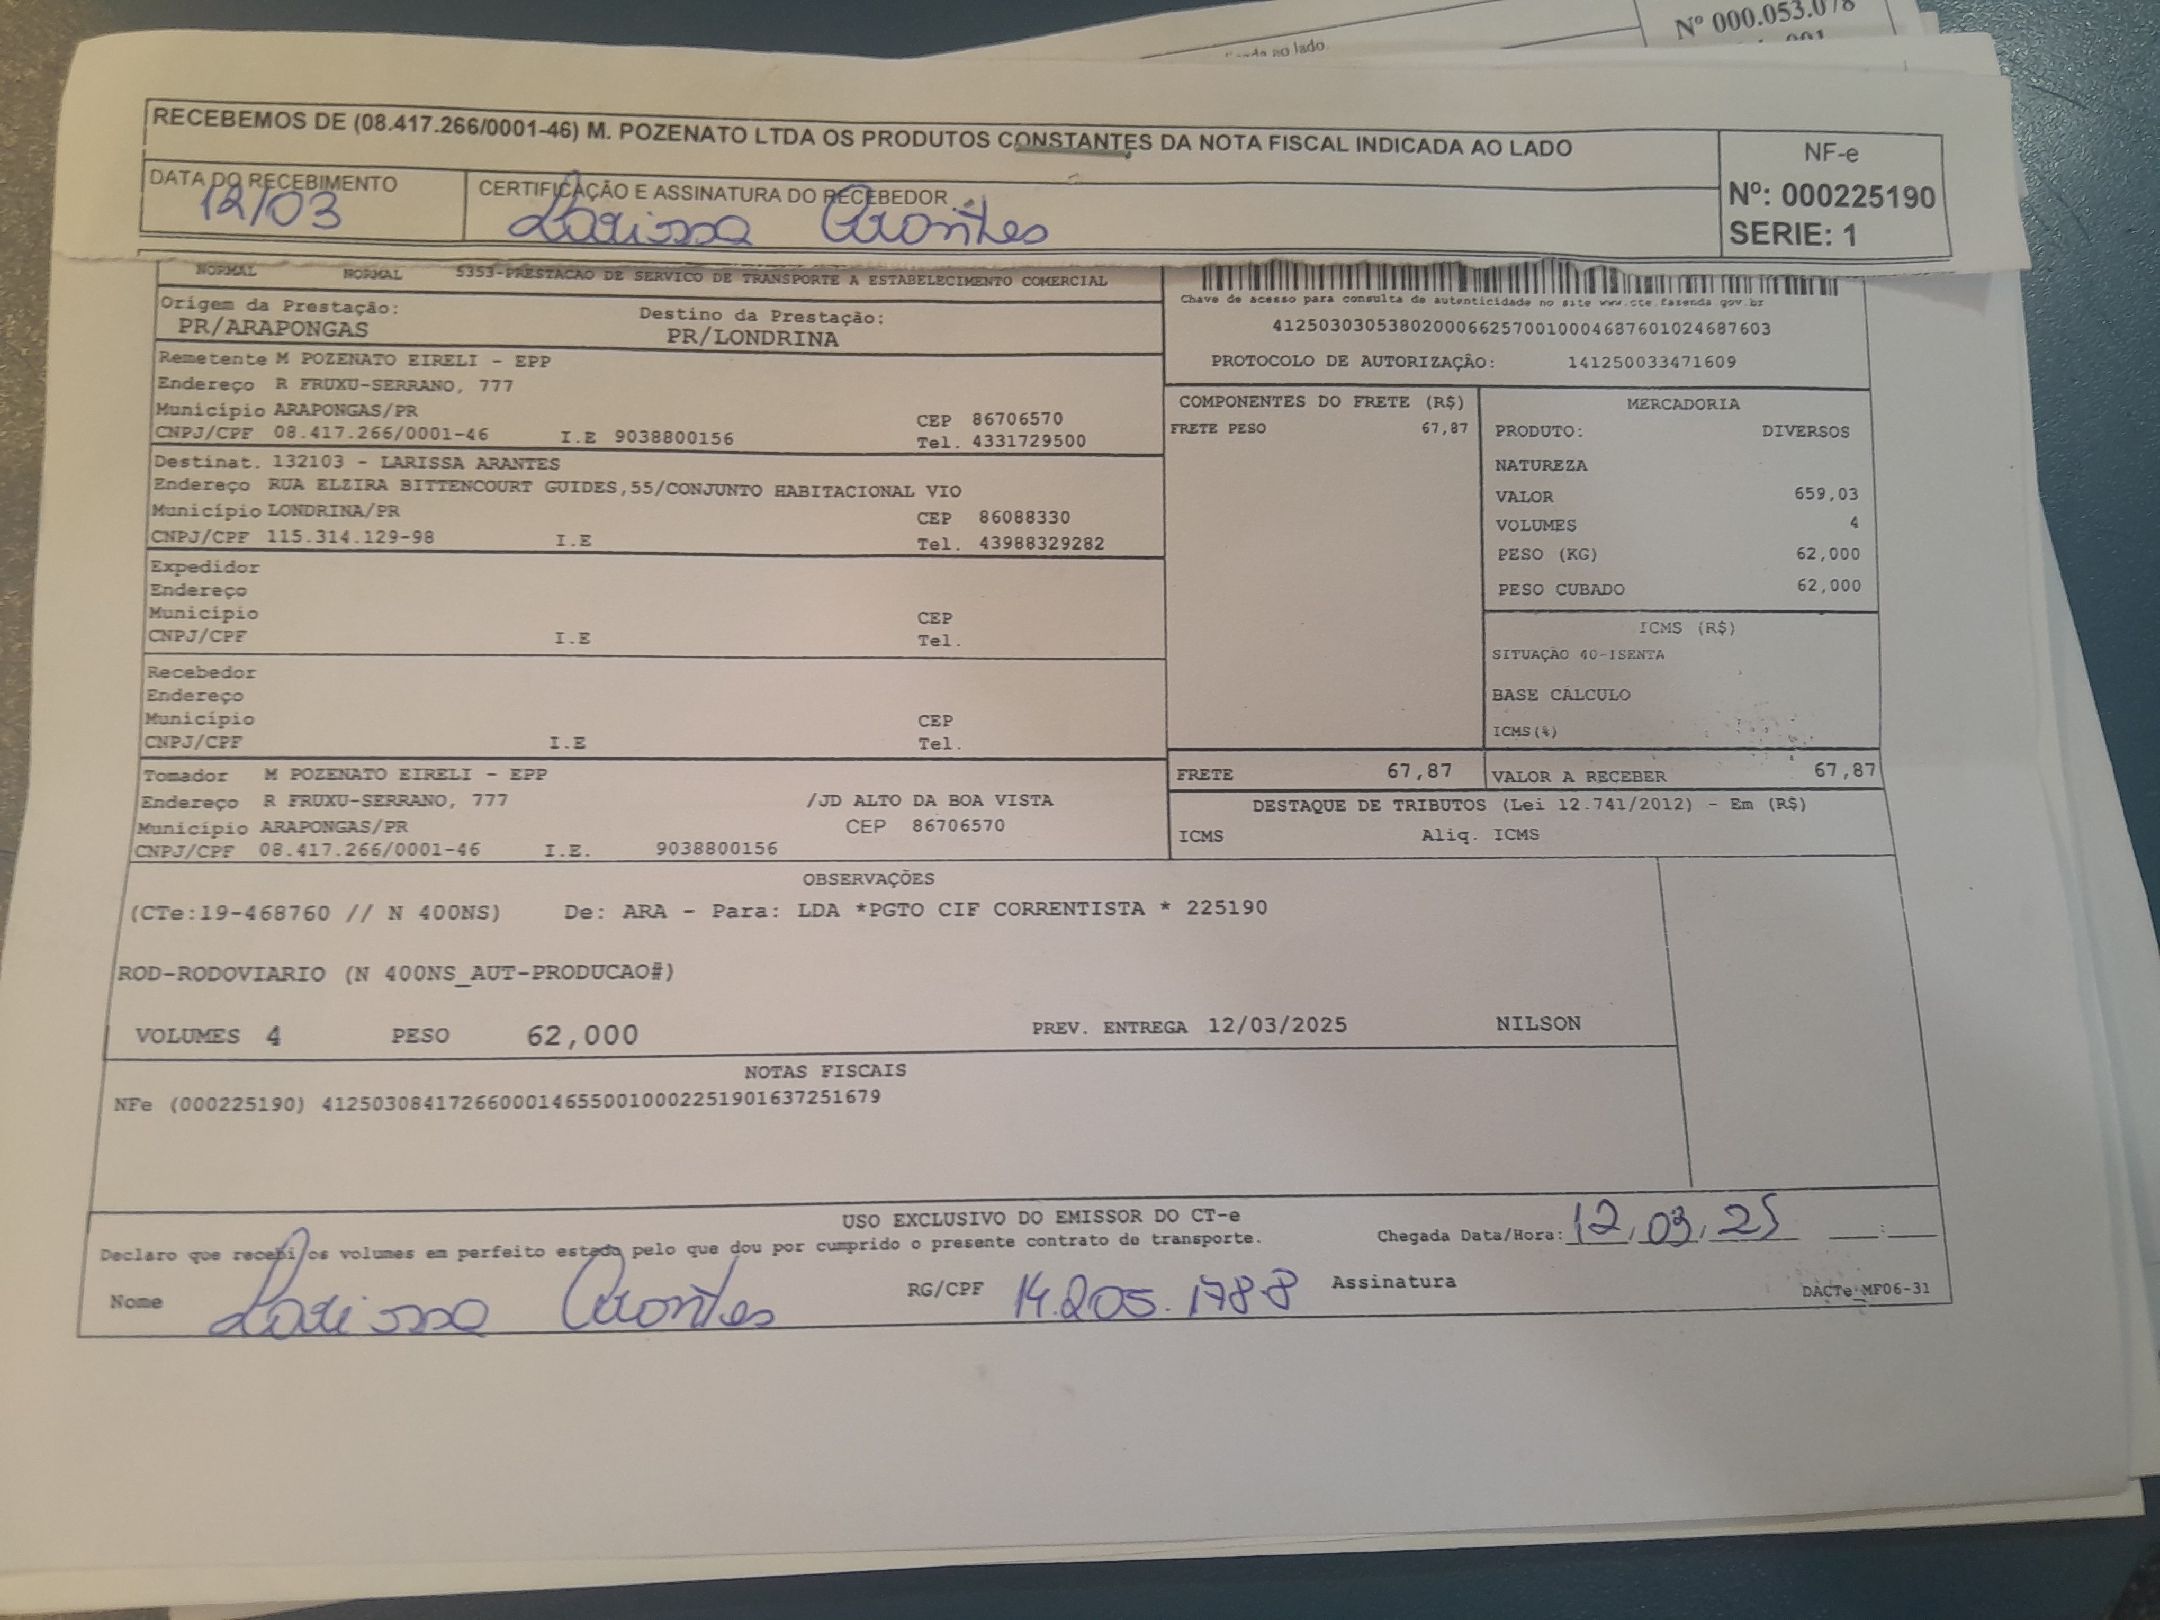 Nº 000.053.078
ao lado
001
RECEBEMOS DE (08.417.266/0001-46) M. POZENATO LTDA OS PRODUTOS CONSTANTES DA NOTA FISCAL INDICADA AO LADO
NF-e
Nº: 000225190
SERIE: 1
DATA DO RECEBIMENTO
12/03
CERTIFICAÇÃO E ASSINATURA DO RECEBEDOR
Larissa Arantes
NORMAL NORMAL 5353-PRESTACAO DE SERVICO DE TRANSPORTE A ESTABELECIMENTO COMERCIAL
Chave de acesso para consulta de autenticidade no site www.cte.fazenda.gov.br
41250303053802000662570010004687601024687603
PROTOCOLO DE AUTORIZAÇÃO: 141250033471609
Origem da Prestação: Destino da Prestação:
PR/ARAPONGAS PR/LONDRINA
Remetente M POZENATO EIRELI - EPP
Endereço R FRUXU-SERRANO, 777
Município ARAPONGAS/PR CEP 86706570
CNPJ/CPF 08.417.266/0001-46 I.E 9038800156 Tel. 4331729500
Destinat. 132103 - LARISSA ARANTES
Endereço RUA ELZIRA BITTENCOURT GUIDES,55/CONJUNTO HABITACIONAL VIO
Município LONDRINA/PR CEP 86088330
CNPJ/CPF 115.314.129-98 I.E Tel. 43988329282
Expedidor
Endereço
Município CEP
CNPJ/CPF I.E Tel.
Recebedor
Endereço
Município CEP
CNPJ/CPF I.E Tel.
Tomador M POZENATO EIRELI - EPP
Endereço R FRUXU-SERRANO, 777 /JD ALTO DA BOA VISTA
Município ARAPONGAS/PR CEP 86706570
CNPJ/CPF 08.417.266/0001-46 I.E. 9038800156
COMPONENTES DO FRETE (R$)
FRETE PESO 67,87
MERCADORIA
PRODUTO: DIVERSOS
NATUREZA
VALOR 659,03
VOLUMES 4
PESO (KG) 62,000
PESO CUBADO 62,000
ICMS (R$)
SITUAÇÃO 40-ISENTA
BASE CÁLCULO
ICMS(%)
FRETE 67,87 VALOR A RECEBER 67,87
DESTAQUE DE TRIBUTOS (Lei 12.741/2012) - Em (R$)
ICMS Aliq. ICMS
OBSERVAÇÕES
(CTe:19-468760 // N 400NS) De: ARA - Para: LDA *PGTO CIF CORRENTISTA * 225190
ROD-RODOVIARIO (N 400NS_AUT-PRODUCAO#)
VOLUMES 4 PESO 62,000 PREV. ENTREGA 12/03/2025 NILSON
NOTAS FISCAIS
NFe (000225190) 41250308417266000146550010002251901637251679
USO EXCLUSIVO DO EMISSOR DO CT-e
Declaro que recebi os volumes em perfeito estado pelo que dou por cumprido o presente contrato de transporte.
Chegada Data/Hora: 12/03/25 :
Nome Larissa Arantes RG/CPF 14.205.178-8 Assinatura
DACTe_MF06-31